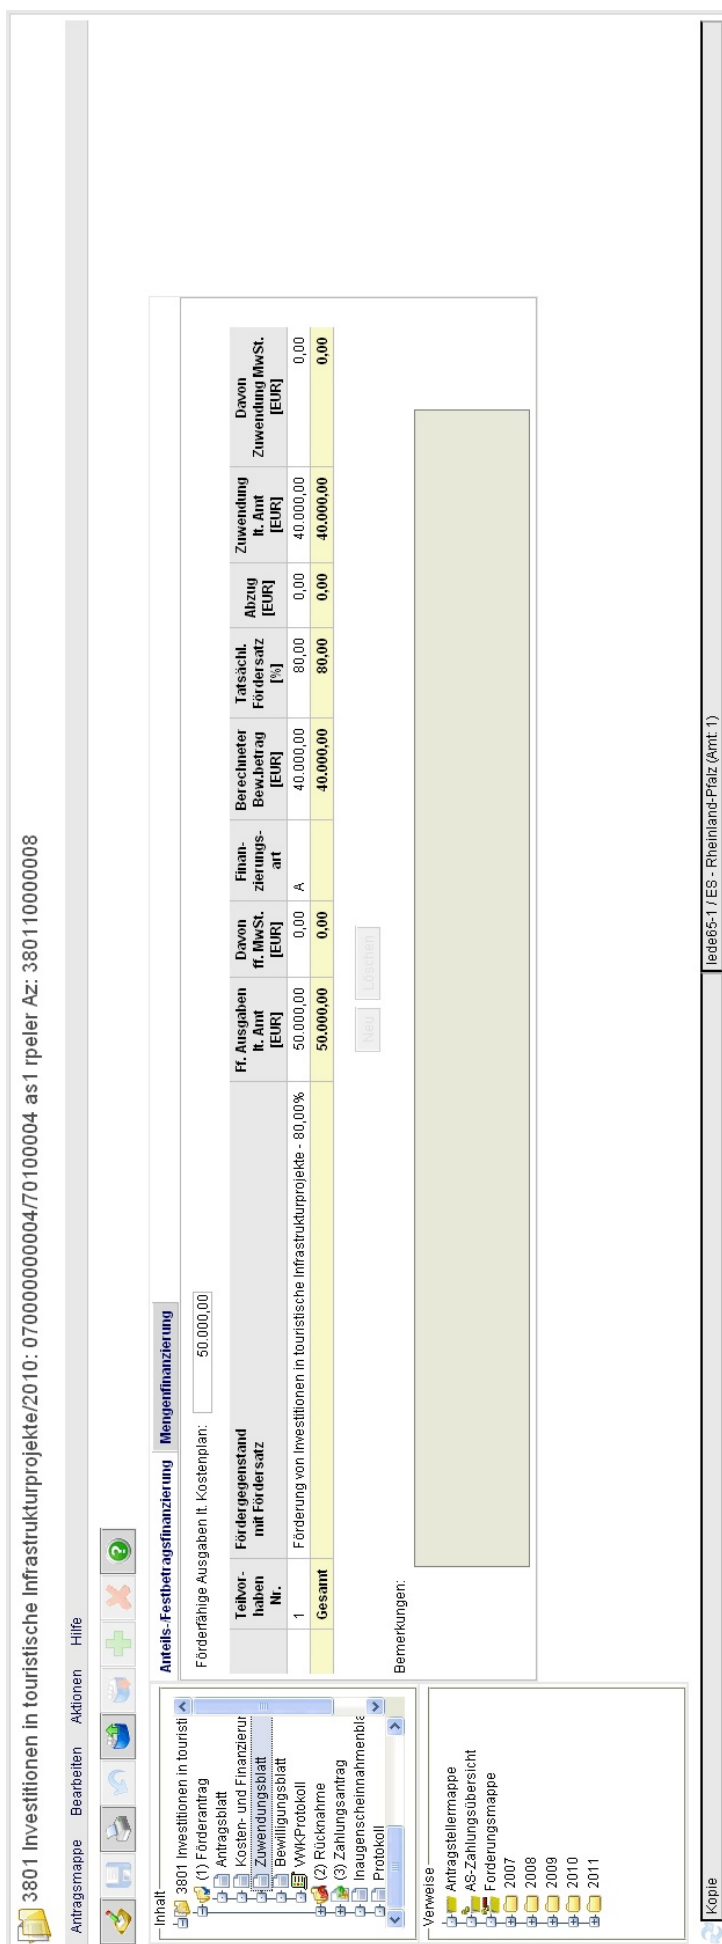 3801 Investitionen in touristische Infrastrukturprojekte/2010: 070000000004/70100004 as1 rpeler Az: 380110000008
Antragsmappe Bearbeiten Aktionen Hilfe
Inhalt
3801 Investitionen in touristi
(1) Förderantrag
Antragsblatt
Kosten- und Finanzierur
Zuwendungsblatt
Bewilligungsblatt
VWKProtokoll
(2) Rücknahme
(3) Zahlungsantrag
Inaugenscheinnahmenbla
Protokoll
Verweise
Antragstellermappe
AS-Zahlungsübersicht
Förderungsmappe
2007
2008
2009
2010
2011
Anteils-/Festbetragsfinanzierung Mengenfinanzierung
Förderfähige Ausgaben lt. Kostenplan: 50.000,00
Teilvor- Fördergegenstand Ff. Ausgaben Davon Finan- Berechneter Tatsächl. Abzug Zuwendung Davon
haben mit Fördersatz lt. Amt ff. MwSt. zierungs- Bew.betrag Fördersatz [EUR] lt. Amt Zuwendung MwSt.
Nr. [EUR] [EUR] art [EUR] [%] [EUR] [EUR]
1 Förderung von Investitionen in touristische Infrastrukturprojekte - 80,00% 50.000,00 0,00 A 40.000,00 80,00 0,00 40.000,00 0,00
Gesamt 50.000,00 0,00 40.000,00 80,00 0,00 40.000,00 0,00
Neu Löschen
Bemerkungen:
Kopie lede65-1 / ES - Rheinland-Pfalz (Amt: 1)